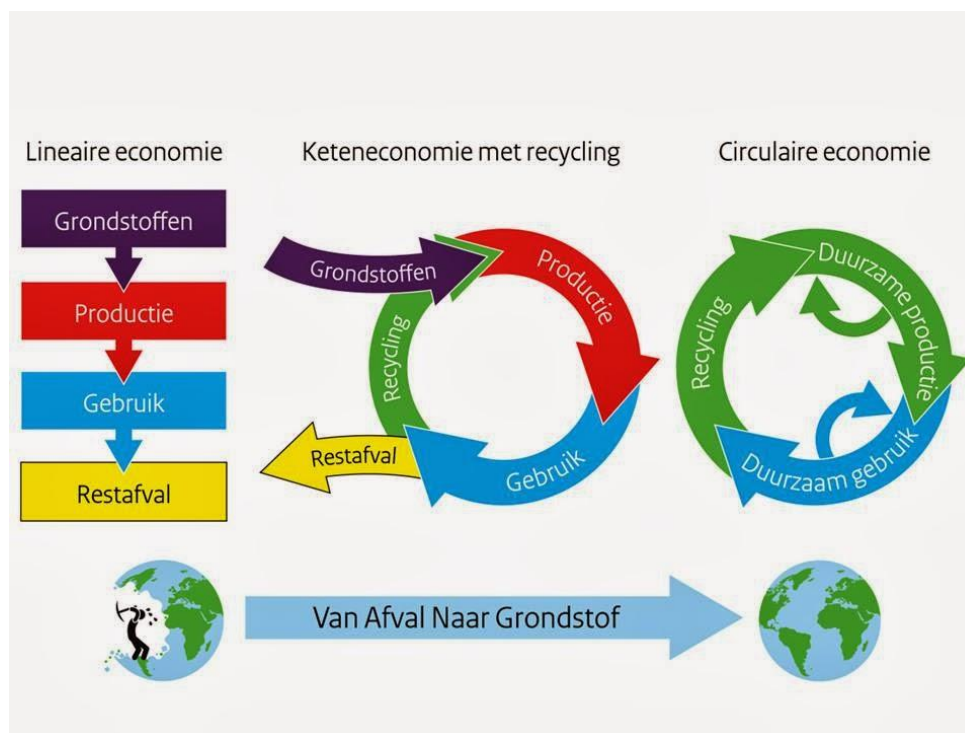 Lineaire economie
Grondstoffen
Productie
Gebruik
Restafval
Keteneconomie met recycling
Grondstoffen
Productie
Gebruik
Recycling
Restafval
Circulaire economie
Duurzame productie
Duurzaam gebruik
Recycling
Van Afval Naar Grondstof